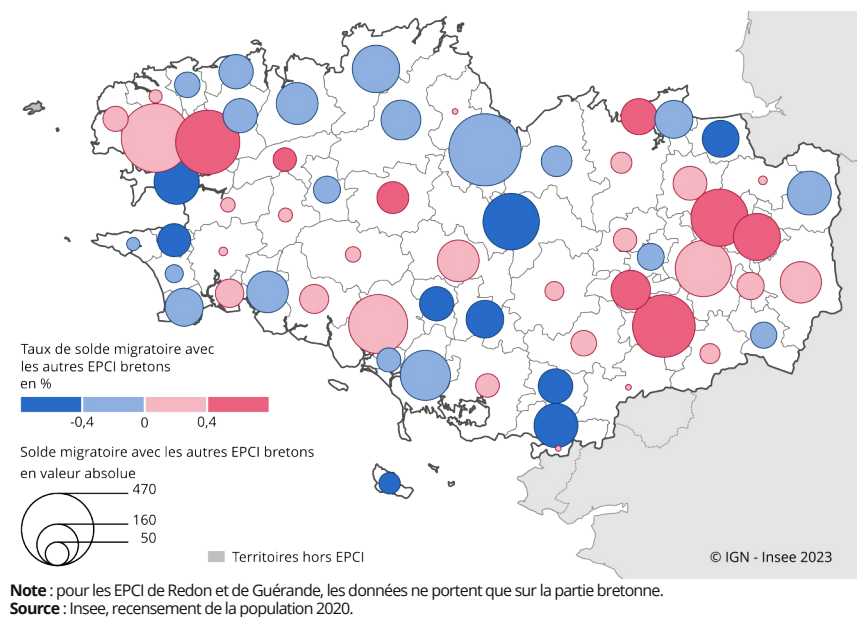 Taux de solde migratoire avec
les autres EPCI bretons
en %
-0,4 0 0,4
Solde migratoire avec les autres EPCI bretons
en valeur absolue
470
160
50
Territoires hors EPCI
© IGN - Insee 2023
Note : pour les EPCI de Redon et de Guérande, les données ne portent que sur la partie bretonne.
Source : Insee, recensement de la population 2020.